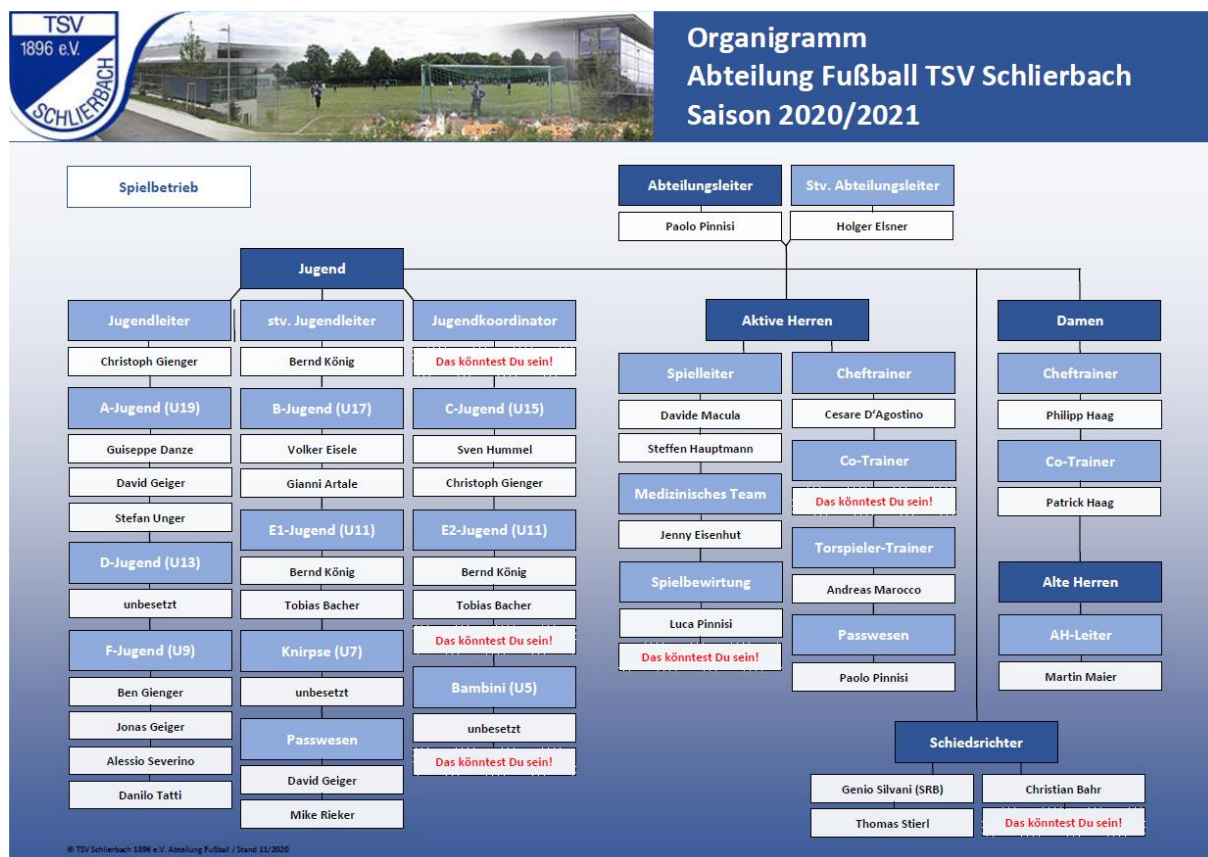 TSV
1896 e.V.
SCHLIERBACH
Organigramm
Abteilung Fußball TSV Schlierbach
Saison 2020/2021
Spielbetrieb
Abteilungsleiter
Paolo Pinnisi
Stv. Abteilungsleiter
Holger Elsner
Jugend
Jugendleiter
Christoph Gienger
A-Jugend (U19)
Guiseppe Danze
David Geiger
Stefan Unger
D-Jugend (U13)
unbesetzt
F-Jugend (U9)
Ben Gienger
Jonas Geiger
Alessio Severino
Danilo Tatti
stv. Jugendleiter
Bernd König
B-Jugend (U17)
Volker Eisele
Gianni Artale
E1-Jugend (U11)
Bernd König
Tobias Bacher
Knirpse (U7)
unbesetzt
Passwesen
David Geiger
Mike Rieker
Jugendkoordinator
Das könntest Du sein!
C-Jugend (U15)
Sven Hummel
Christoph Gienger
E2-Jugend (U11)
Bernd König
Tobias Bacher
Das könntest Du sein!
Bambini (U5)
unbesetzt
Das könntest Du sein!
Aktive Herren
Spielleiter
Davide Macula
Steffen Hauptmann
Medizinisches Team
Jenny Eisenhut
Spielbewirtung
Luca Pinnisi
Das könntest Du sein!
Cheftrainer
Cesare D‘Agostino
Co-Trainer
Das könntest Du sein!
Torspieler-Trainer
Andreas Marocco
Passwesen
Paolo Pinnisi
Damen
Cheftrainer
Philipp Haag
Co-Trainer
Patrick Haag
Alte Herren
AH-Leiter
Martin Maier
Schiedsrichter
Genio Silvani (SRB)
Thomas Stierl
Christian Bahr
Das könntest Du sein!
© TSV Schlierbach 1896 e.V. Abteilung Fußball / Stand 11/2020